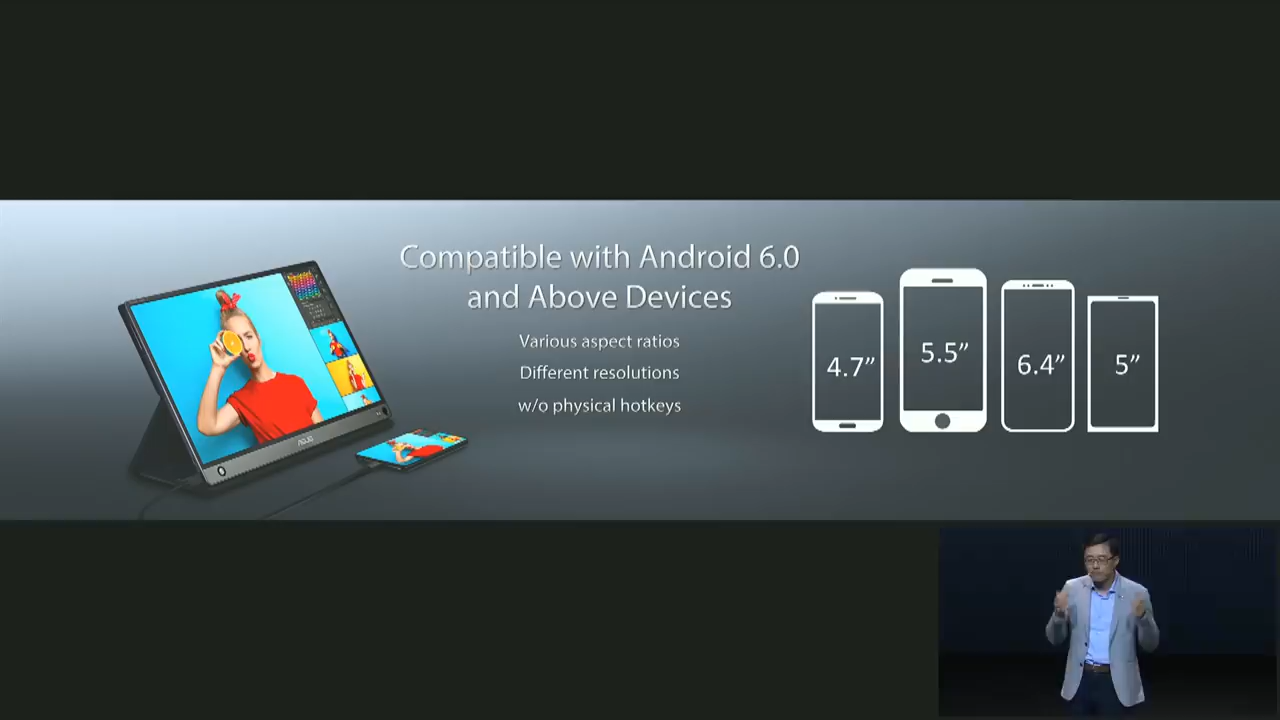 Compatible with Android 6.0
and Above Devices
Various aspect ratios
Different resolutions
w/o physical hotkeys
4.7”
5.5”
6.4”
5”
ASUS